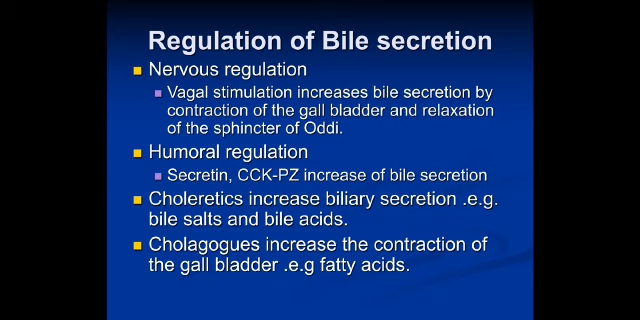 Regulation of Bile secretion
Nervous regulation
Vagal stimulation increases bile secretion by
contraction of the gall bladder and relaxation
of the sphincter of Oddi.
Humoral regulation
Secretin, CCK-PZ increase of bile secretion
Choleretics increase biliary secretion .e.g.
bile salts and bile acids.
Cholagogues increase the contraction of
the gall bladder .e.g fatty acids.